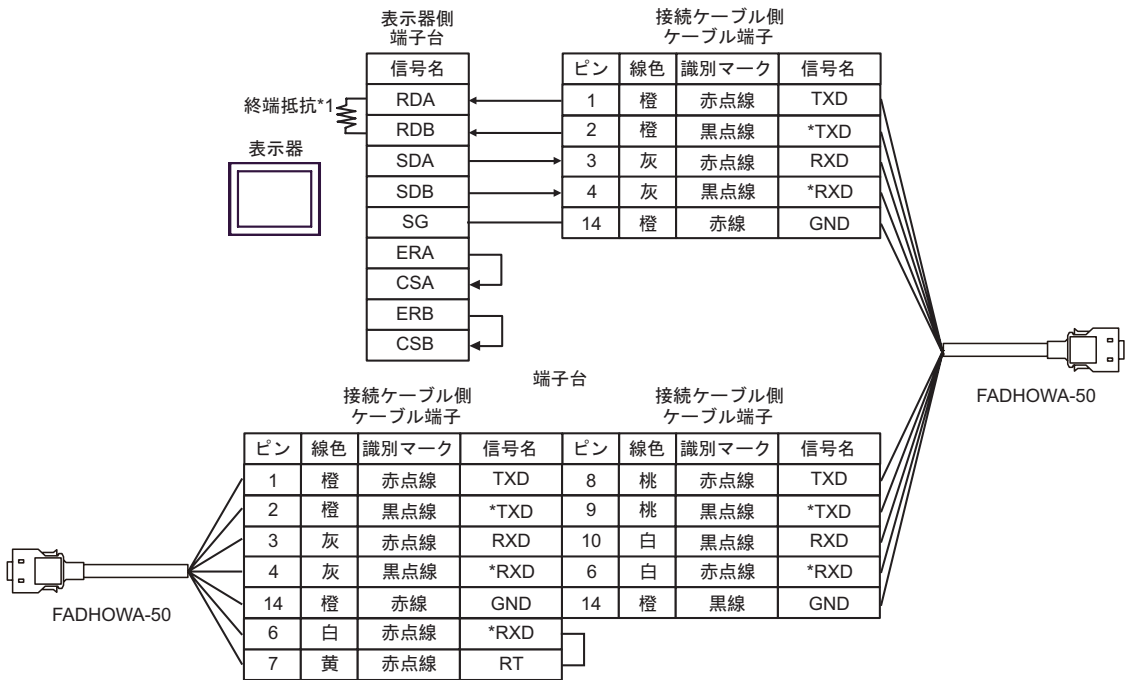 表示器側
端子台
接続ケーブル側
ケーブル端子
信号名
ピン 線色 識別マーク 信号名
終端抵抗*1
RDA 1 橙 赤点線 TXD
RDB 2 橙 黒点線 *TXD
表示器
SDA 3 灰 赤点線 RXD
SDB 4 灰 黒点線 *RXD
SG 14 橙 赤線 GND
ERA
CSA
ERB
CSB
FADHOWA-50
端子台
接続ケーブル側
ケーブル端子
接続ケーブル側
ケーブル端子
ピン 線色 識別マーク 信号名 ピン 線色 識別マーク 信号名
1 橙 赤点線 TXD 8 桃 赤点線 TXD
2 橙 黒点線 *TXD 9 桃 黒点線 *TXD
3 灰 赤点線 RXD 10 白 黒点線 RXD
4 灰 黒点線 *RXD 6 白 赤点線 *RXD
14 橙 赤線 GND 14 橙 黒線 GND
6 白 赤点線 *RXD
7 黄 赤点線 RT
FADHOWA-50